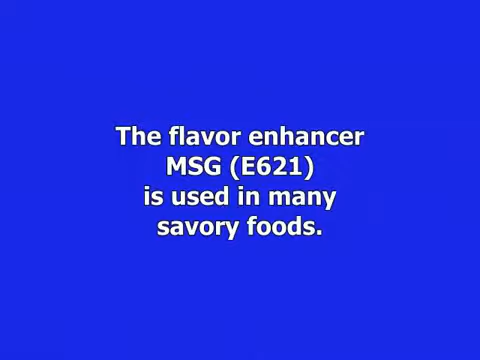 The flavor enhancer
MSG (E621)
is used in many
savory foods.